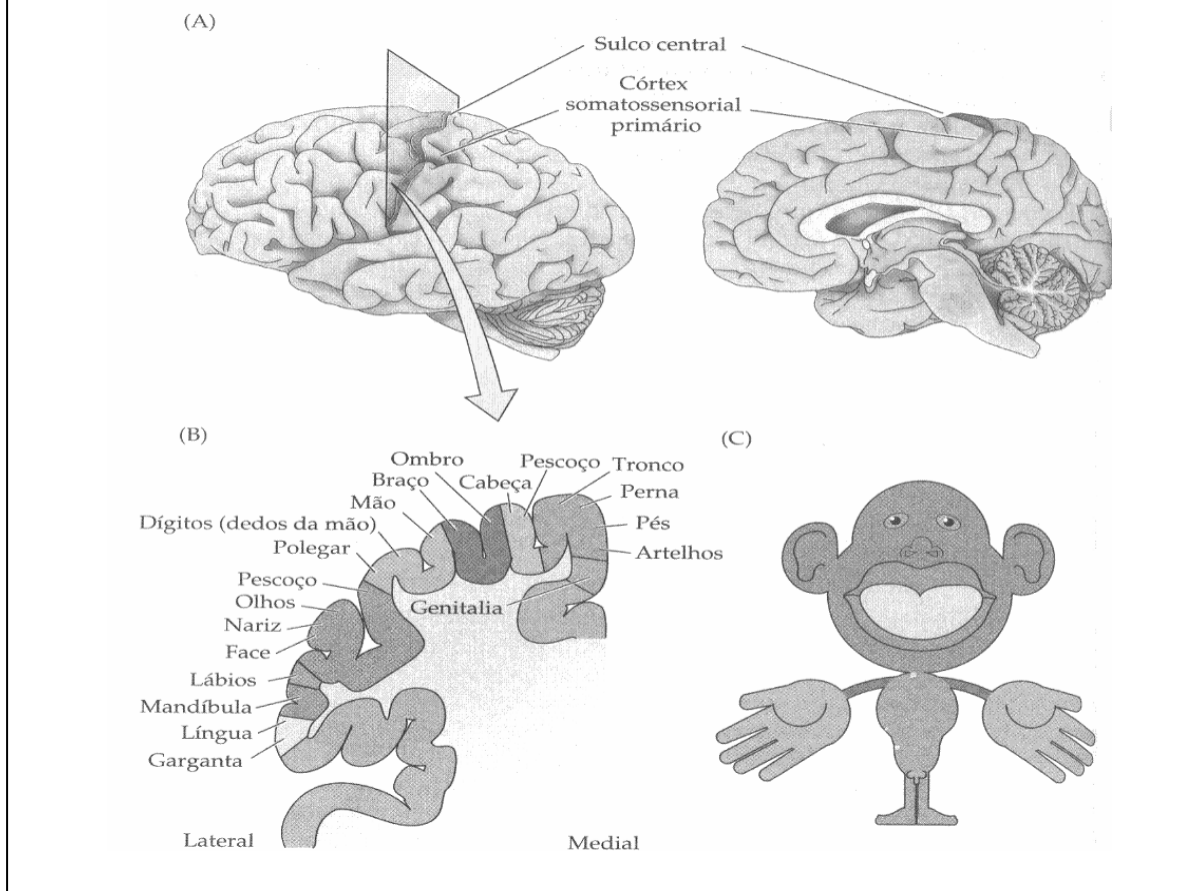 (A)
Sulco central
Córtex
somatossensorial
primário
(B)
Ombro
Braço
Mão
Dígitos (dedos da mão)
Polegar
Pescoço
Olhos
Nariz
Face
Lábios
Mandíbula
Língua
Garganta
Cabeça
Pescoço
Tronco
Perna
Pés
Artelhos
Genitalia
Lateral
Medial
(C)